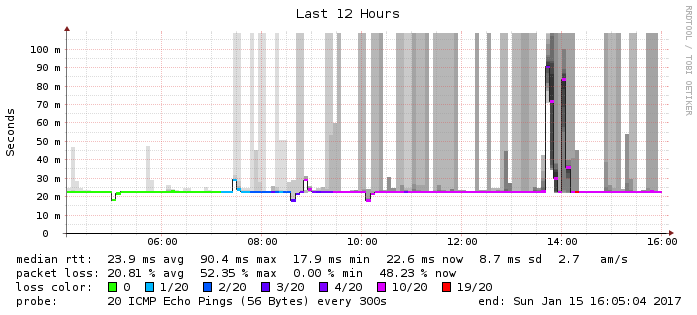 Last 12 Hours
RRDTOOL / TOBI OETIKER
Seconds
100 m
90 m
80 m
70 m
60 m
50 m
40 m
30 m
20 m
10 m
0
06:00 08:00 10:00 12:00 14:00 16:00
median rtt: 23.9 ms avg 90.4 ms max 17.9 ms min 22.6 ms now 8.7 ms sd 2.7 am/s
packet loss: 20.81 % avg 52.35 % max 0.00 % min 48.23 % now
loss color: 0 1/20 2/20 3/20 4/20 10/20 19/20
probe: 20 ICMP Echo Pings (56 Bytes) every 300s end: Sun Jan 15 16:05:04 2017